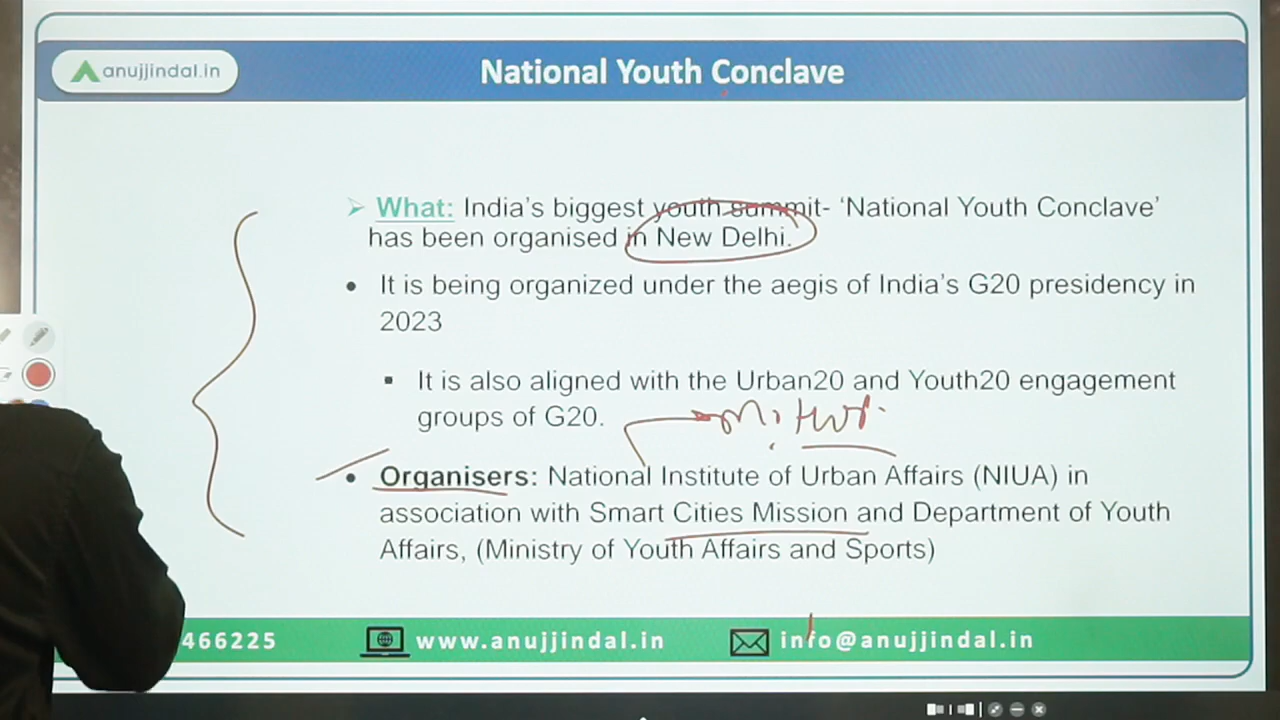 anujjindal.in
National Youth Conclave
➢ What: India's biggest youth summit- 'National Youth Conclave'
has been organised in New Delhi.
• It is being organized under the aegis of India's G20 presidency in
2023
▪ It is also aligned with the Urban20 and Youth20 engagement
groups of G20.
• Organisers: National Institute of Urban Affairs (NIUA) in
association with Smart Cities Mission and Department of Youth
Affairs, (Ministry of Youth Affairs and Sports)
466225
www.anujjindal.in
info@anujjindal.in